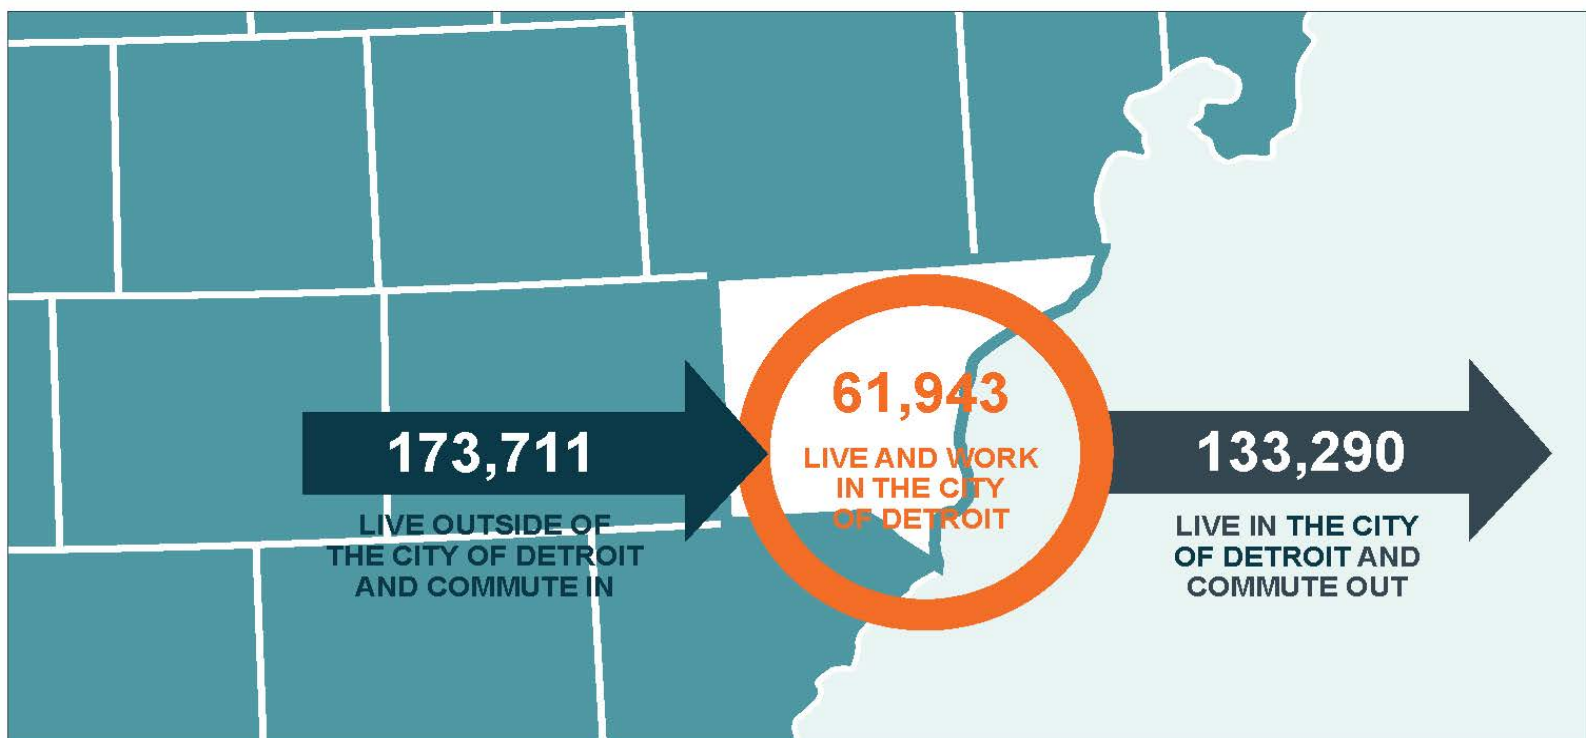 173,711
LIVE OUTSIDE OF
THE CITY OF DETROIT
AND COMMUTE IN
61,943
LIVE AND WORK
IN THE CITY
OF DETROIT
133,290
LIVE IN THE CITY
OF DETROIT AND
COMMUTE OUT